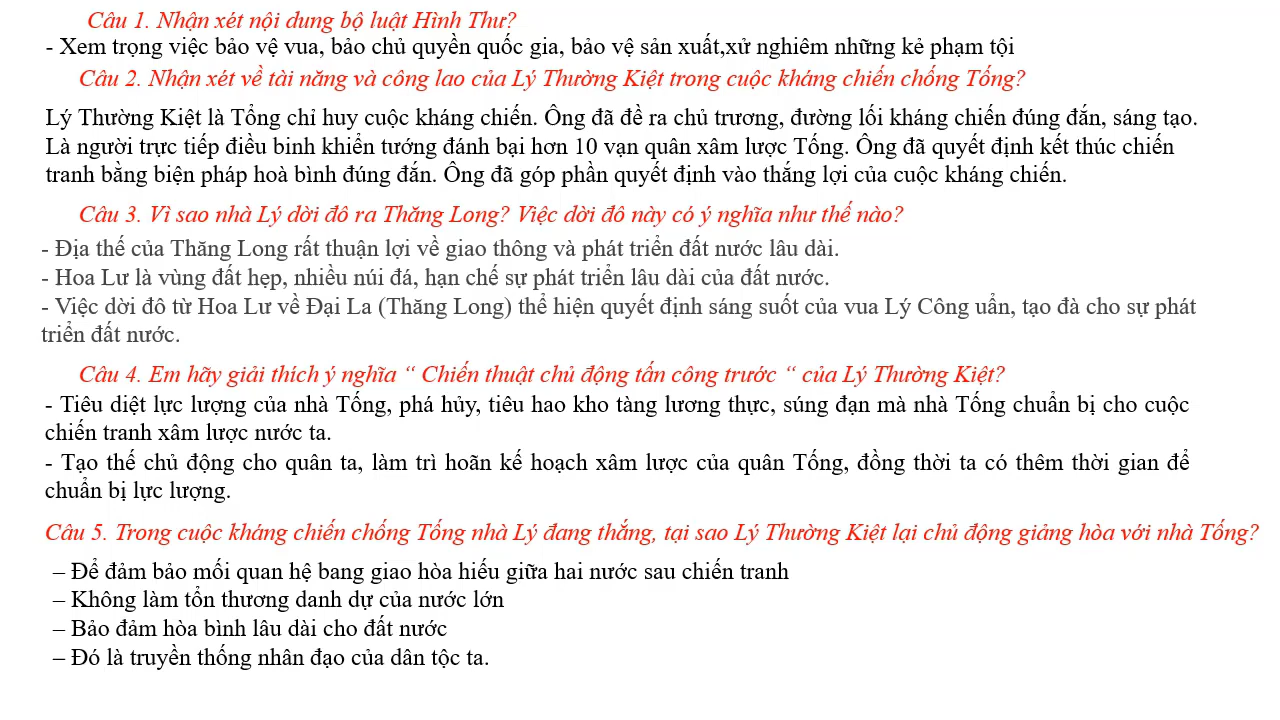 Câu 1. Nhận xét nội dung bộ luật Hình Thư?
- Xem trọng việc bảo vệ vua, bảo chủ quyền quốc gia, bảo vệ sản xuất,xử nghiêm những kẻ phạm tội
Câu 2. Nhận xét về tài năng và công lao của Lý Thường Kiệt trong cuộc kháng chiến chống Tống?
Lý Thường Kiệt là Tổng chỉ huy cuộc kháng chiến. Ông đã đề ra chủ trương, đường lối kháng chiến đúng đắn, sáng tạo.
Là người trực tiếp điều binh khiển tướng đánh bại hơn 10 vạn quân xâm lược Tống. Ông đã quyết định kết thúc chiến
tranh bằng biện pháp hoà bình đúng đắn. Ông đã góp phần quyết định vào thắng lợi của cuộc kháng chiến.
Câu 3. Vì sao nhà Lý dời đô ra Thăng Long? Việc dời đô này có ý nghĩa như thế nào?
- Địa thế của Thăng Long rất thuận lợi về giao thông và phát triển đất nước lâu dài.
- Hoa Lư là vùng đất hẹp, nhiều núi đá, hạn chế sự phát triển lâu dài của đất nước.
- Việc dời đô từ Hoa Lư về Đại La (Thăng Long) thể hiện quyết định sáng suốt của vua Lý Công uẩn, tạo đà cho sự phát
triển đất nước.
Câu 4. Em hãy giải thích ý nghĩa “ Chiến thuật chủ động tấn công trước “ của Lý Thường Kiệt?
- Tiêu diệt lực lượng của nhà Tống, phá hủy, tiêu hao kho tàng lương thực, súng đạn mà nhà Tống chuẩn bị cho cuộc
chiến tranh xâm lược nước ta.
- Tạo thế chủ động cho quân ta, làm trì hoãn kế hoạch xâm lược của quân Tống, đồng thời ta có thêm thời gian để
chuẩn bị lực lượng.
Câu 5. Trong cuộc kháng chiến chống Tống nhà Lý đang thắng, tại sao Lý Thường Kiệt lại chủ động giảng hòa với nhà Tống?
– Để đảm bảo mối quan hệ bang giao hòa hiếu giữa hai nước sau chiến tranh
– Không làm tổn thương danh dự của nước lớn
– Bảo đảm hòa bình lâu dài cho đất nước
– Đó là truyền thống nhân đạo của dân tộc ta.